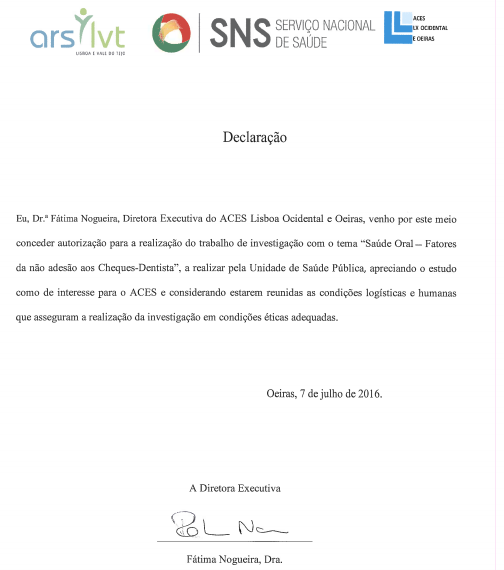 arslvt
LISBOA E VALE DO TEJO
SNS SERVIÇO NACIONAL
DE SAÚDE
ACES
LX OCIDENTAL
E OEIRAS
Declaração
Eu, Dr.ª Fátima Nogueira, Diretora Executiva do ACES Lisboa Ocidental e Oeiras, venho por este meio
conceder autorização para a realização do trabalho de investigação com o tema “Saúde Oral – Fatores
da não adesão aos Cheques-Dentista”, a realizar pela Unidade de Saúde Pública, apreciando o estudo
como de interesse para o ACES e considerando estarem reunidas as condições logísticas e humanas
que asseguram a realização da investigação em condições éticas adequadas.
Oeiras, 7 de julho de 2016.
A Diretora Executiva
Fátima Nogueira, Dra.